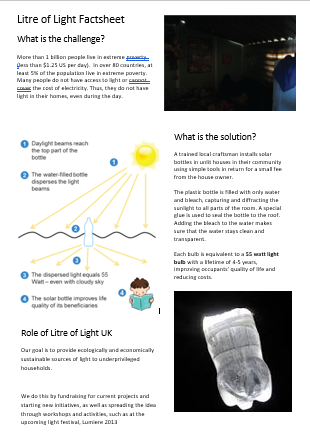 Litre of Light Factsheet
What is the challenge?
More than 1 billion people live in extreme poverty
(less than $1.25 US per day). In over 80 countries, at
least 5% of the population live in extreme poverty.
Many people do not have access to light or cannot
cover the cost of electricity. Thus, they do not have
light in their homes, even during the day.
1 Daylight beams reach
the top part of the
bottle
2 The water-filled bottle
disperses the light
beams
1
2
3
3 The dispersed light equals 55
Watt – even with cloudy sky
4 The solar bottle improves life
quality of its beneficiaries
4
What is the solution?
A trained local craftsman installs solar
bottles in unlit houses in their community
using simple tools in return for a small fee
from the house owner.
The plastic bottle is filled with only water
and bleach, capturing and diffracting the
sunlight to all parts of the room. A special
glue is used to seal the bottle to the roof.
Adding the bleach to the water makes
sure that the water stays clean and
transparent.
Each bulb is equivalent to a 55 watt light
bulb with a lifetime of 4-5 years,
improving occupants' quality of life and
reducing costs.
Role of Litre of Light UK
Our goal is to provide ecologically and economically
sustainable sources of light to underprivileged
households.
We do this by fundraising for current projects and
starting new initiatives, as well as spreading the idea
through workshops and activities, such as at the
upcoming light festival, Lumiere 2013